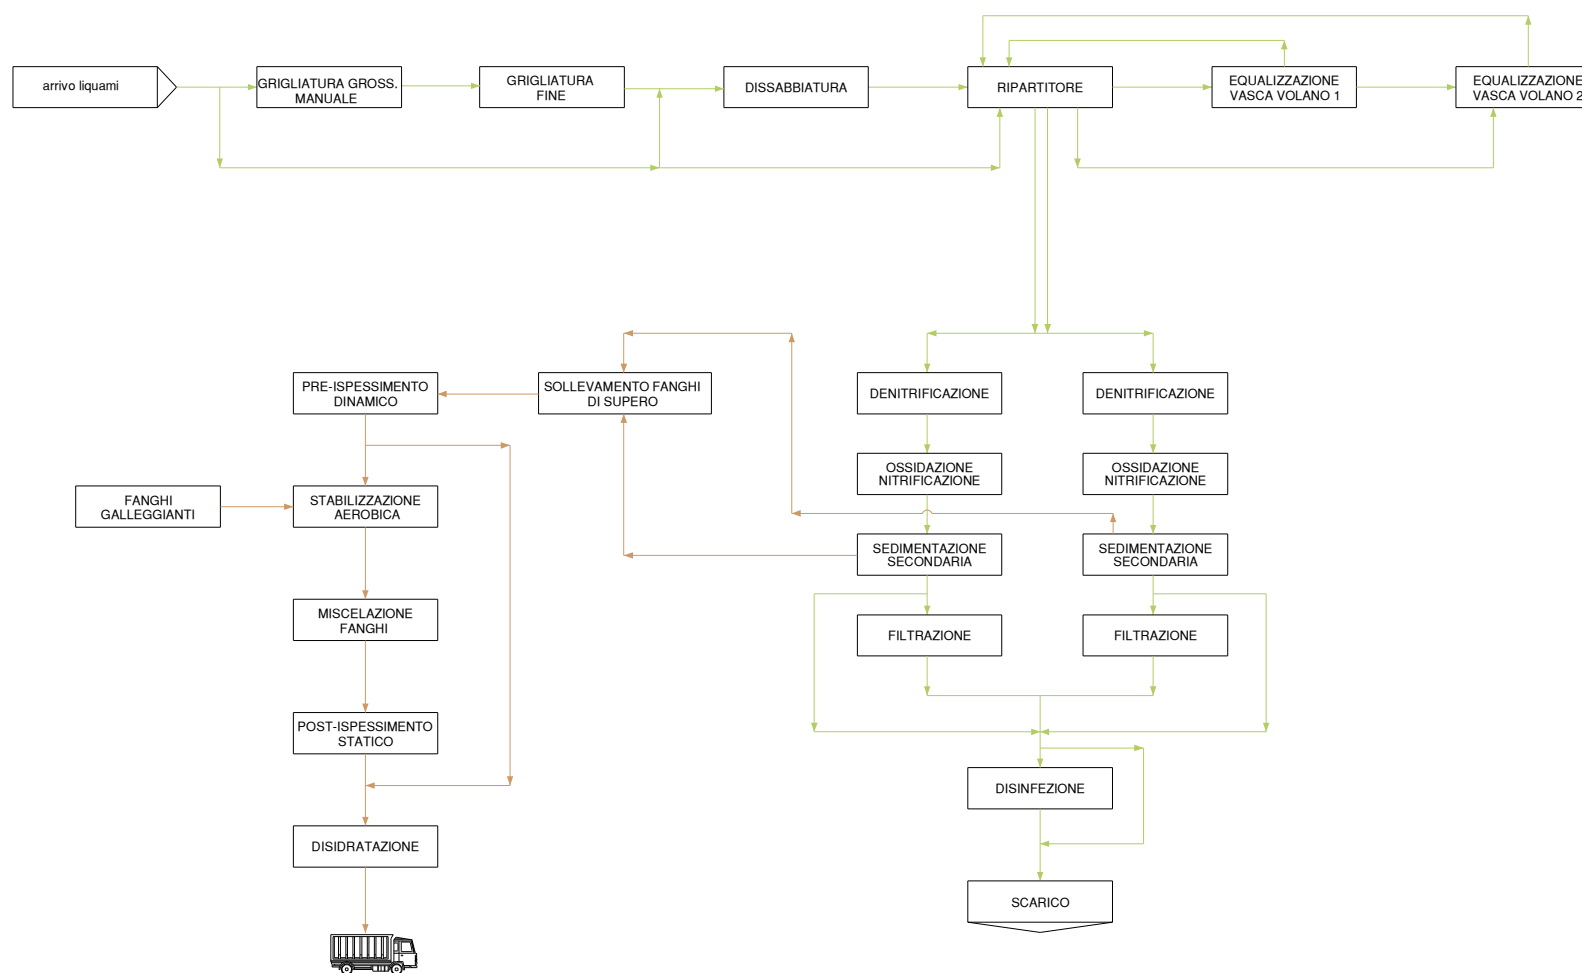 arrivo liquami
GRIGLIATURA GROSS.
MANUALE
GRIGLIATURA
FINE
DISSABBIATURA
RIPARTITORE
EQUALIZZAZIONE
VASCA VOLANO 1
EQUALIZZAZIONE
VASCA VOLANO 2
PRE-ISPESSIMENTO
DINAMICO
SOLLEVAMENTO FANGHI
DI SUPERO
DENITRIFICAZIONE
DENITRIFICAZIONE
OSSIDAZIONE
NITRIFICAZIONE
OSSIDAZIONE
NITRIFICAZIONE
FANGHI
GALLEGGIANTI
STABILIZZAZIONE
AEROBICA
SEDIMENTAZIONE
SECONDARIA
SEDIMENTAZIONE
SECONDARIA
MISCELAZIONE
FANGHI
FILTRAZIONE
FILTRAZIONE
POST-ISPESSIMENTO
STATICO
DISINFEZIONE
DISIDRATAZIONE
SCARICO